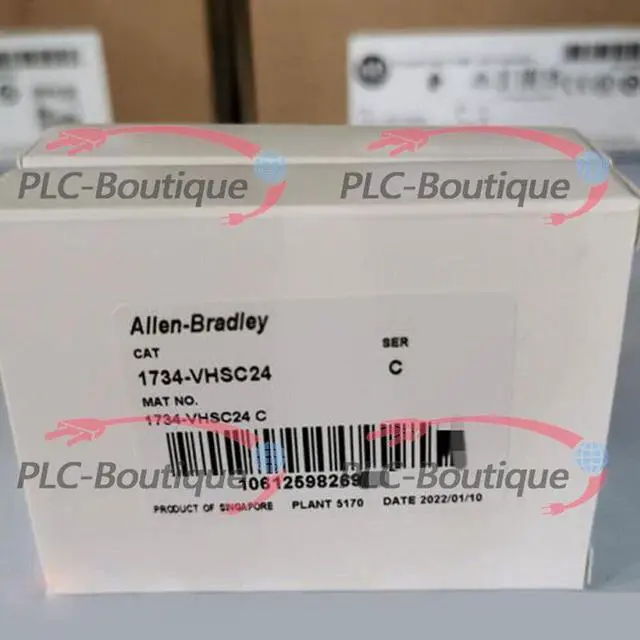 PLC-Boutique PLC-Boutique
Allen-Bradley
CAT SER
1734-VHSC24 C
MAT NO.
1734-VHSC24 C
PLC-Boutique PLC-Boutique
10612598269
PRODUCT OF SINGAPORE PLANT 5170 DATE 2022/01/10